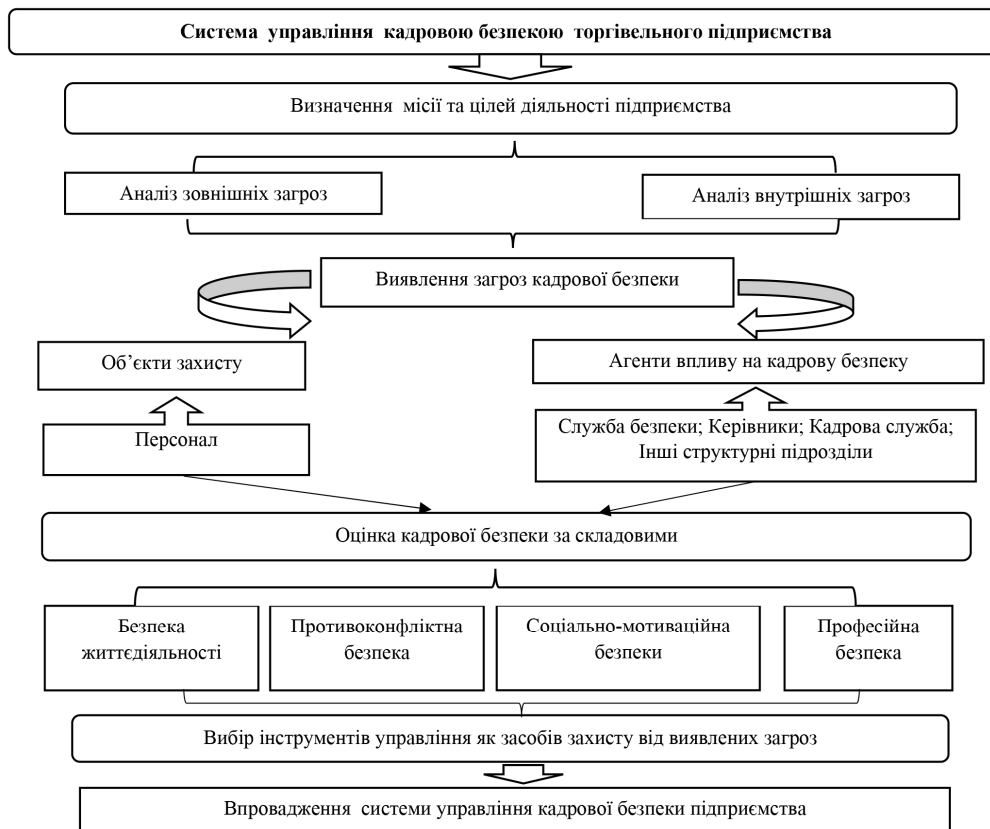 Система управління кадровою безпекою торгівельного підприємства
Визначення місії та цілей діяльності підприємства
Аналіз зовнішніх загроз
Аналіз внутрішніх загроз
Виявлення загроз кадрової безпеки
Об’єкти захисту
Агенти впливу на кадрову безпеку
Персонал
Служба безпеки; Керівники; Кадрова служба;
Інші структурні підрозділи
Оцінка кадрової безпеки за складовими
Безпека
життєдіяльності
Противоконфліктна
безпека
Соціально-мотиваційна
безпеки
Професійна
безпека
Вибір інструментів управління як засобів захисту від виявлених загроз
Впровадження системи управління кадрової безпеки підприємства